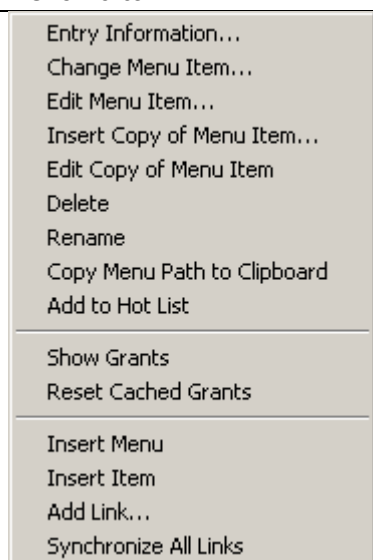 Entry Information...
Change Menu Item...
Edit Menu Item...
Insert Copy of Menu Item...
Edit Copy of Menu Item
Delete
Rename
Copy Menu Path to Clipboard
Add to Hot List
Show Grants
Reset Cached Grants
Insert Menu
Insert Item
Add Link...
Synchronize All Links